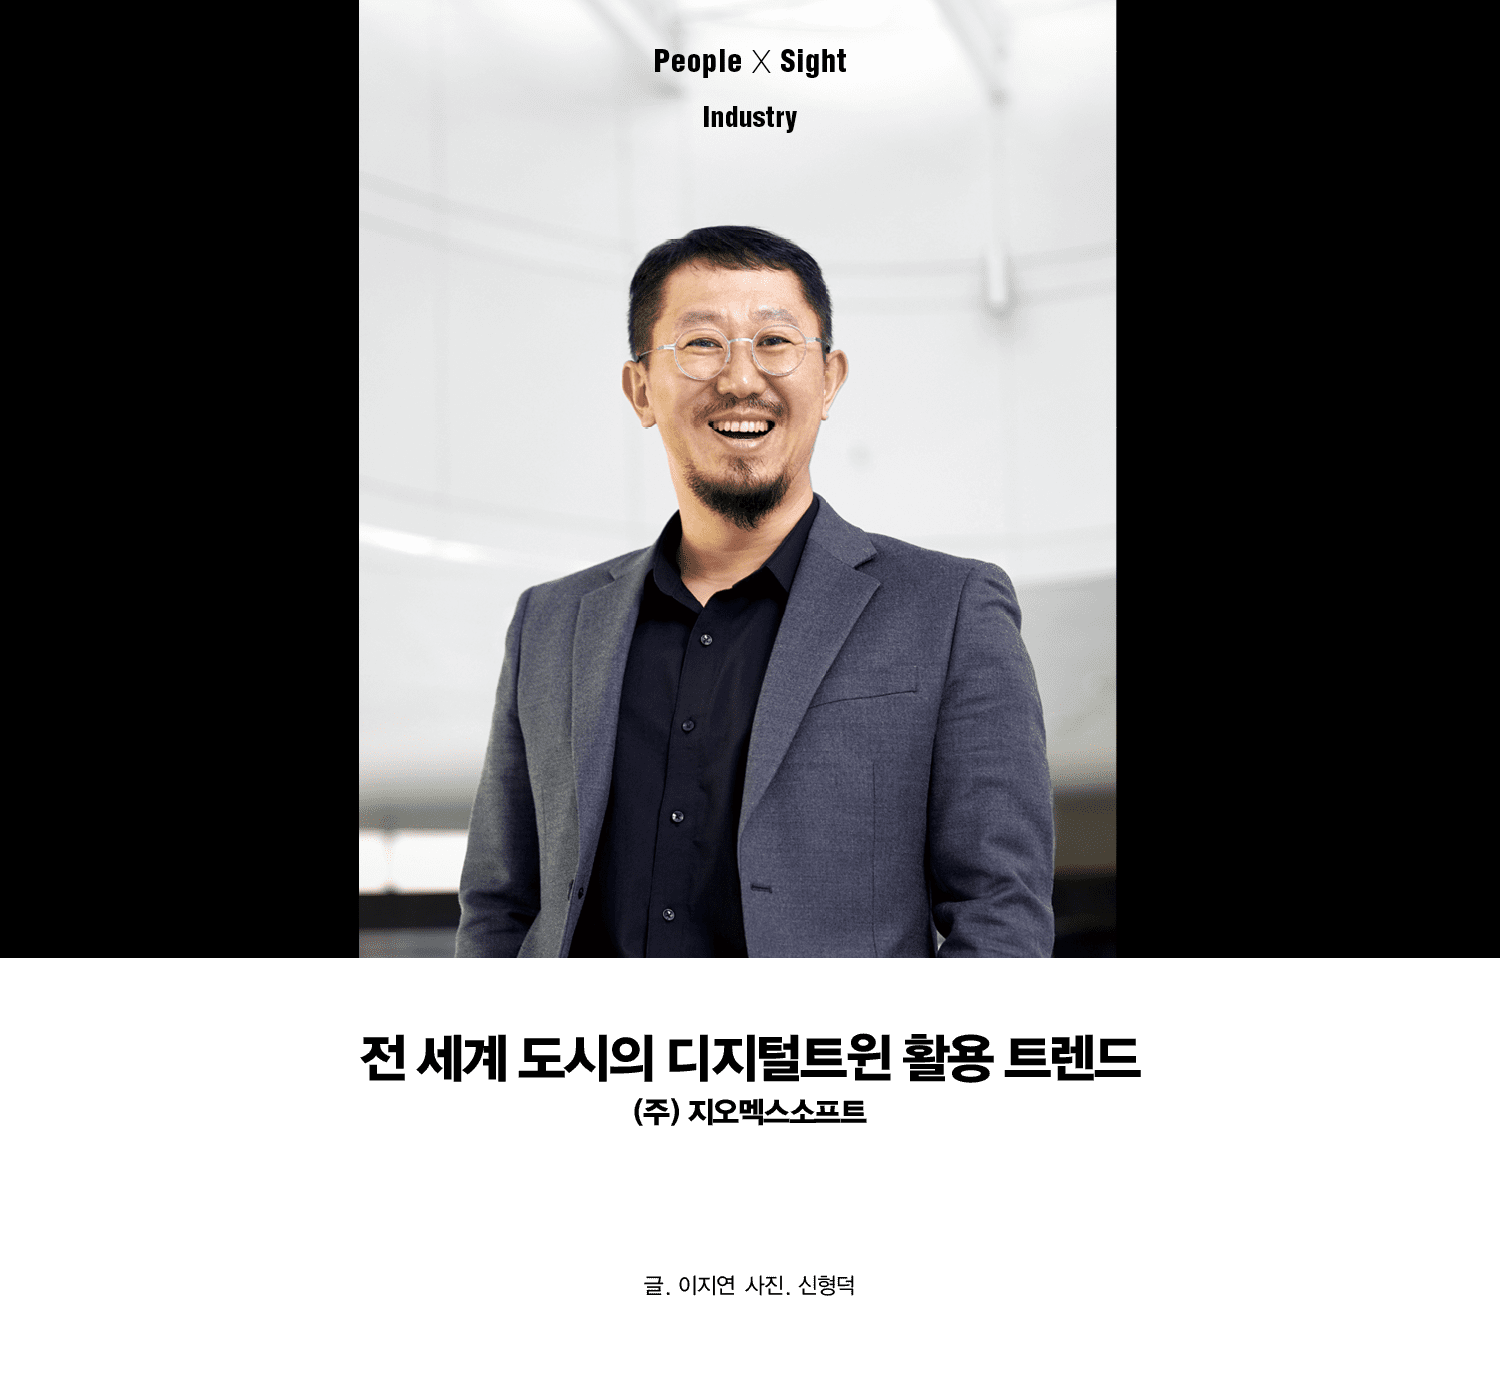 People X Sight
Industry
전 세계 도시의 디지털트윈 활용 트렌드
(주) 지오멕스소프트
글. 이지연 사진. 신형덕